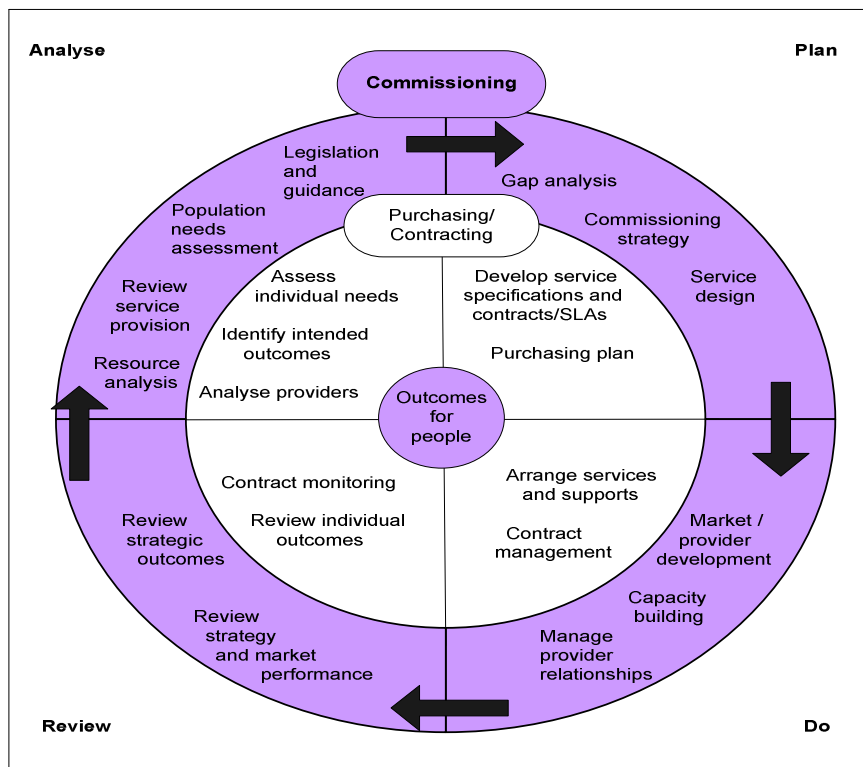 Analyse
Plan
Commissioning
Legislation
and
guidance
Population
needs
assessment
Review
service
provision
Resource
analysis
Gap analysis
Commissioning
strategy
Service
design
Purchasing/
Contracting
Assess
individual needs
Identify intended
outcomes
Analyse providers
Develop service
specifications and
contracts/SLAs
Purchasing plan
Outcomes
for
people
Contract monitoring
Review individual
outcomes
Arrange services
and supports
Contract
management
Review
strategic
outcomes
Review
strategy
and market
performance
Market /
provider
development
Capacity
building
Manage
provider
relationships
Review
Do